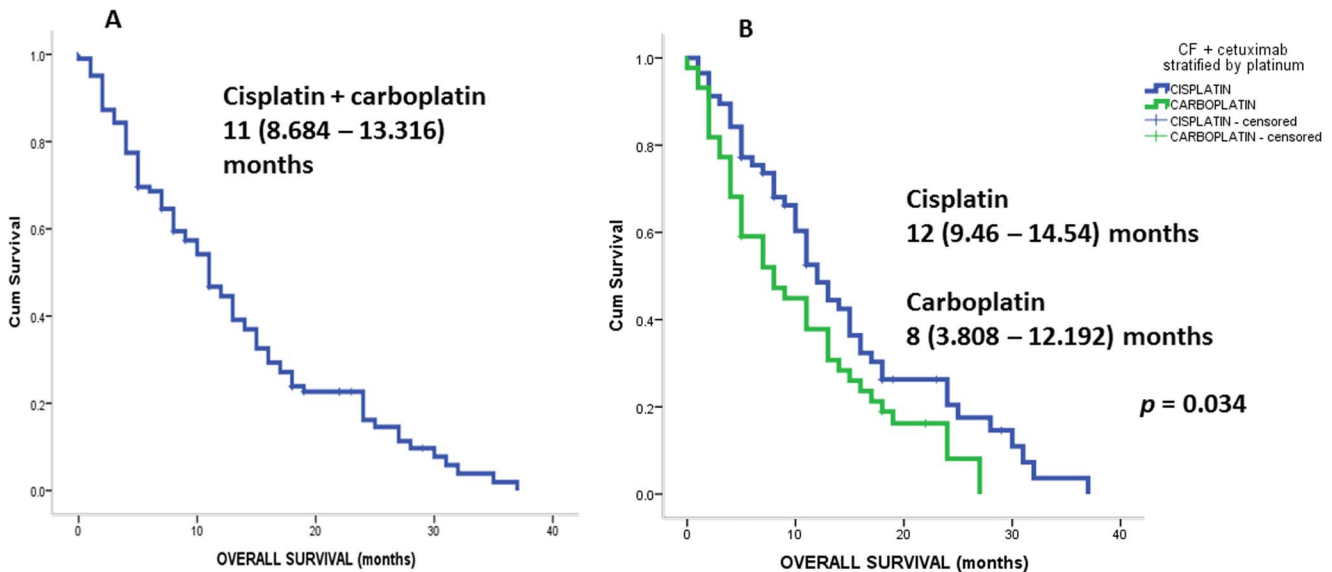 A
1.0
0.8
0.6
0.4
0.2
0.0
Cum Survival
Cisplatin + carboplatin
11 (8.684 – 13.316)
months
0 10 20 30 40
OVERALL SURVIVAL (months)
B
1.0
0.8
0.6
0.4
0.2
0.0
Cum Survival
CF + cetuximab
stratified by platinum
CISPLATIN
CARBOPLATIN
CISPLATIN - censored
CARBOPLATIN - censored
Cisplatin
12 (9.46 – 14.54) months
Carboplatin
8 (3.808 – 12.192) months
p = 0.034
0 10 20 30 40
OVERALL SURVIVAL (months)